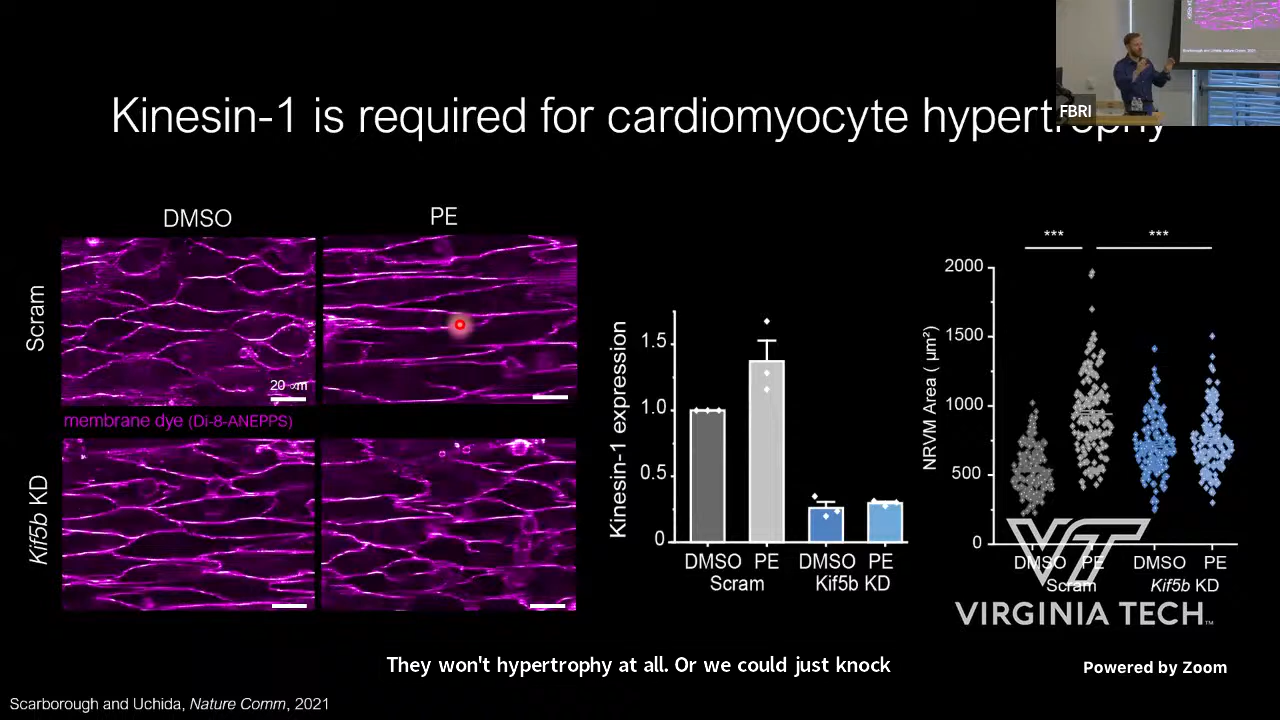 Kinesin-1 is required for cardiomyocyte hypertrophy
FBRI
DMSO
PE
Scram
20 μm
membrane dye (Di-8-ANEPPS)
Kif5b KD
Kinesin-1 expression
1.5
1.0
0.5
0
DMSO PE DMSO PE
Scram Kif5b KD
***
***
NRVM Area ( μm²)
2000
1500
1000
500
0
DMSO PE DMSO PE
Scram Kif5b KD
VT
VIRGINIA TECH™
They won't hypertrophy at all. Or we could just knock
Powered by Zoom
Scarborough and Uchida, Nature Comm, 2021